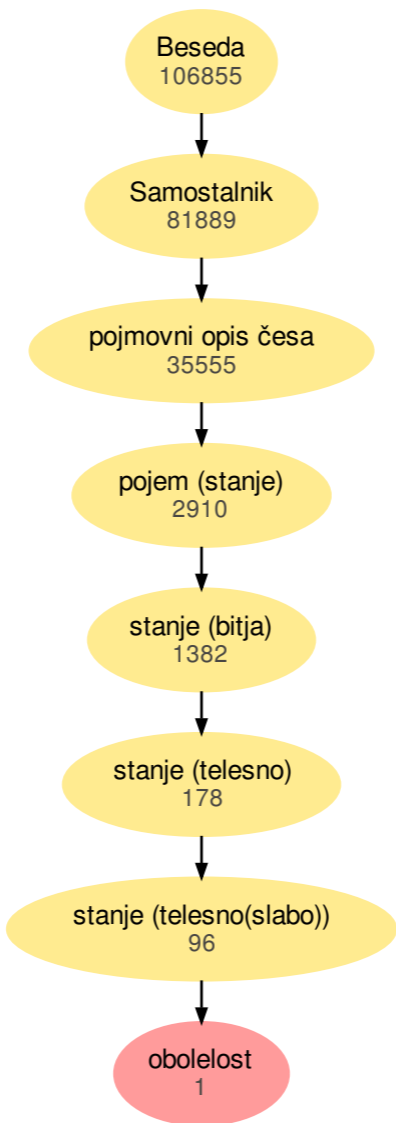 Beseda
106855
Samostalnik
81889
pojmovni opis česa
35555
pojem (stanje)
2910
stanje (bitja)
1382
stanje (telesno)
178
stanje (telesno(slabo))
96
obolelost
1